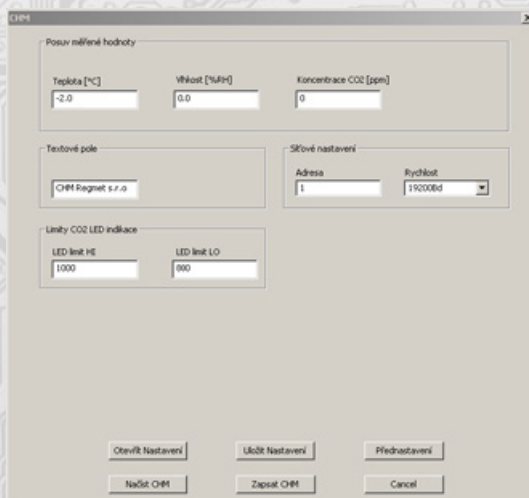 CHM
Posuv měřené hodnoty
Teplota [°C] Vlhkost [%RH] Koncentrace CO2 [ppm]
-2.0 0.0 0
Textové pole Síťové nastavení
Adresa Rychlost
CHM Regmet s.r.o 1 19200Bd
Limity CO2 LED indikace
LED limit HI LED limit LO
1000 800
Otevřít Nastavení Uložit Nastavení Přednastavení
Načíst CHM Zapsat CHM Cancel